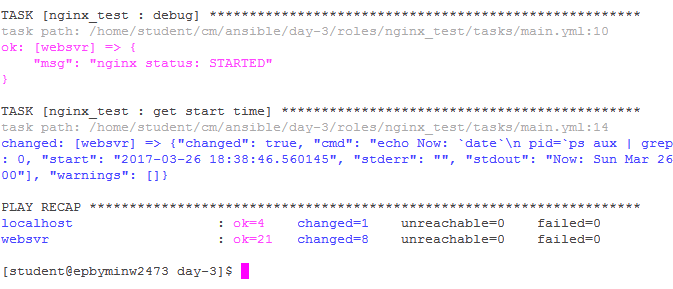 TASK [nginx_test : debug] ******************************************************
task path: /home/student/cm/ansible/day-3/roles/nginx_test/tasks/main.yml:10
ok: [websvr] => {
    "msg": "nginx status: STARTED"
}
TASK [nginx_test : get start time] *********************************************
task path: /home/student/cm/ansible/day-3/roles/nginx_test/tasks/main.yml:14
changed: [websvr] => {"changed": true, "cmd": "echo Now: `date`\n pid=`ps aux | grep
: 0, "start": "2017-03-26 18:38:46.560145", "stderr": "", "stdout": "Now: Sun Mar 26
00"], "warnings": []}
PLAY RECAP *********************************************************************
localhost                  : ok=4    changed=1    unreachable=0    failed=0
websvr                     : ok=21   changed=8    unreachable=0    failed=0
[student@epbyminw2473 day-3]$